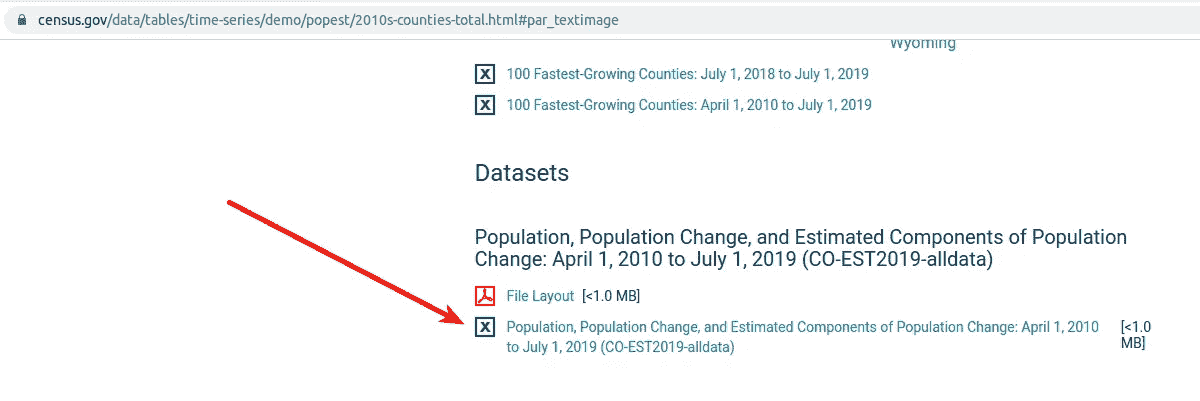 census.gov/data/tables/time-series/demo/popest/2010s-counties-total.html#par_textimage
Wyoming
X 100 Fastest-Growing Counties: July 1, 2018 to July 1, 2019
X 100 Fastest-Growing Counties: April 1, 2010 to July 1, 2019
Datasets
Population, Population Change, and Estimated Components of Population
Change: April 1, 2010 to July 1, 2019 (CO-EST2019-alldata)
File Layout [<1.0 MB]
X Population, Population Change, and Estimated Components of Population Change: April 1, 2010 [<1.0
to July 1, 2019 (CO-EST2019-alldata) MB]